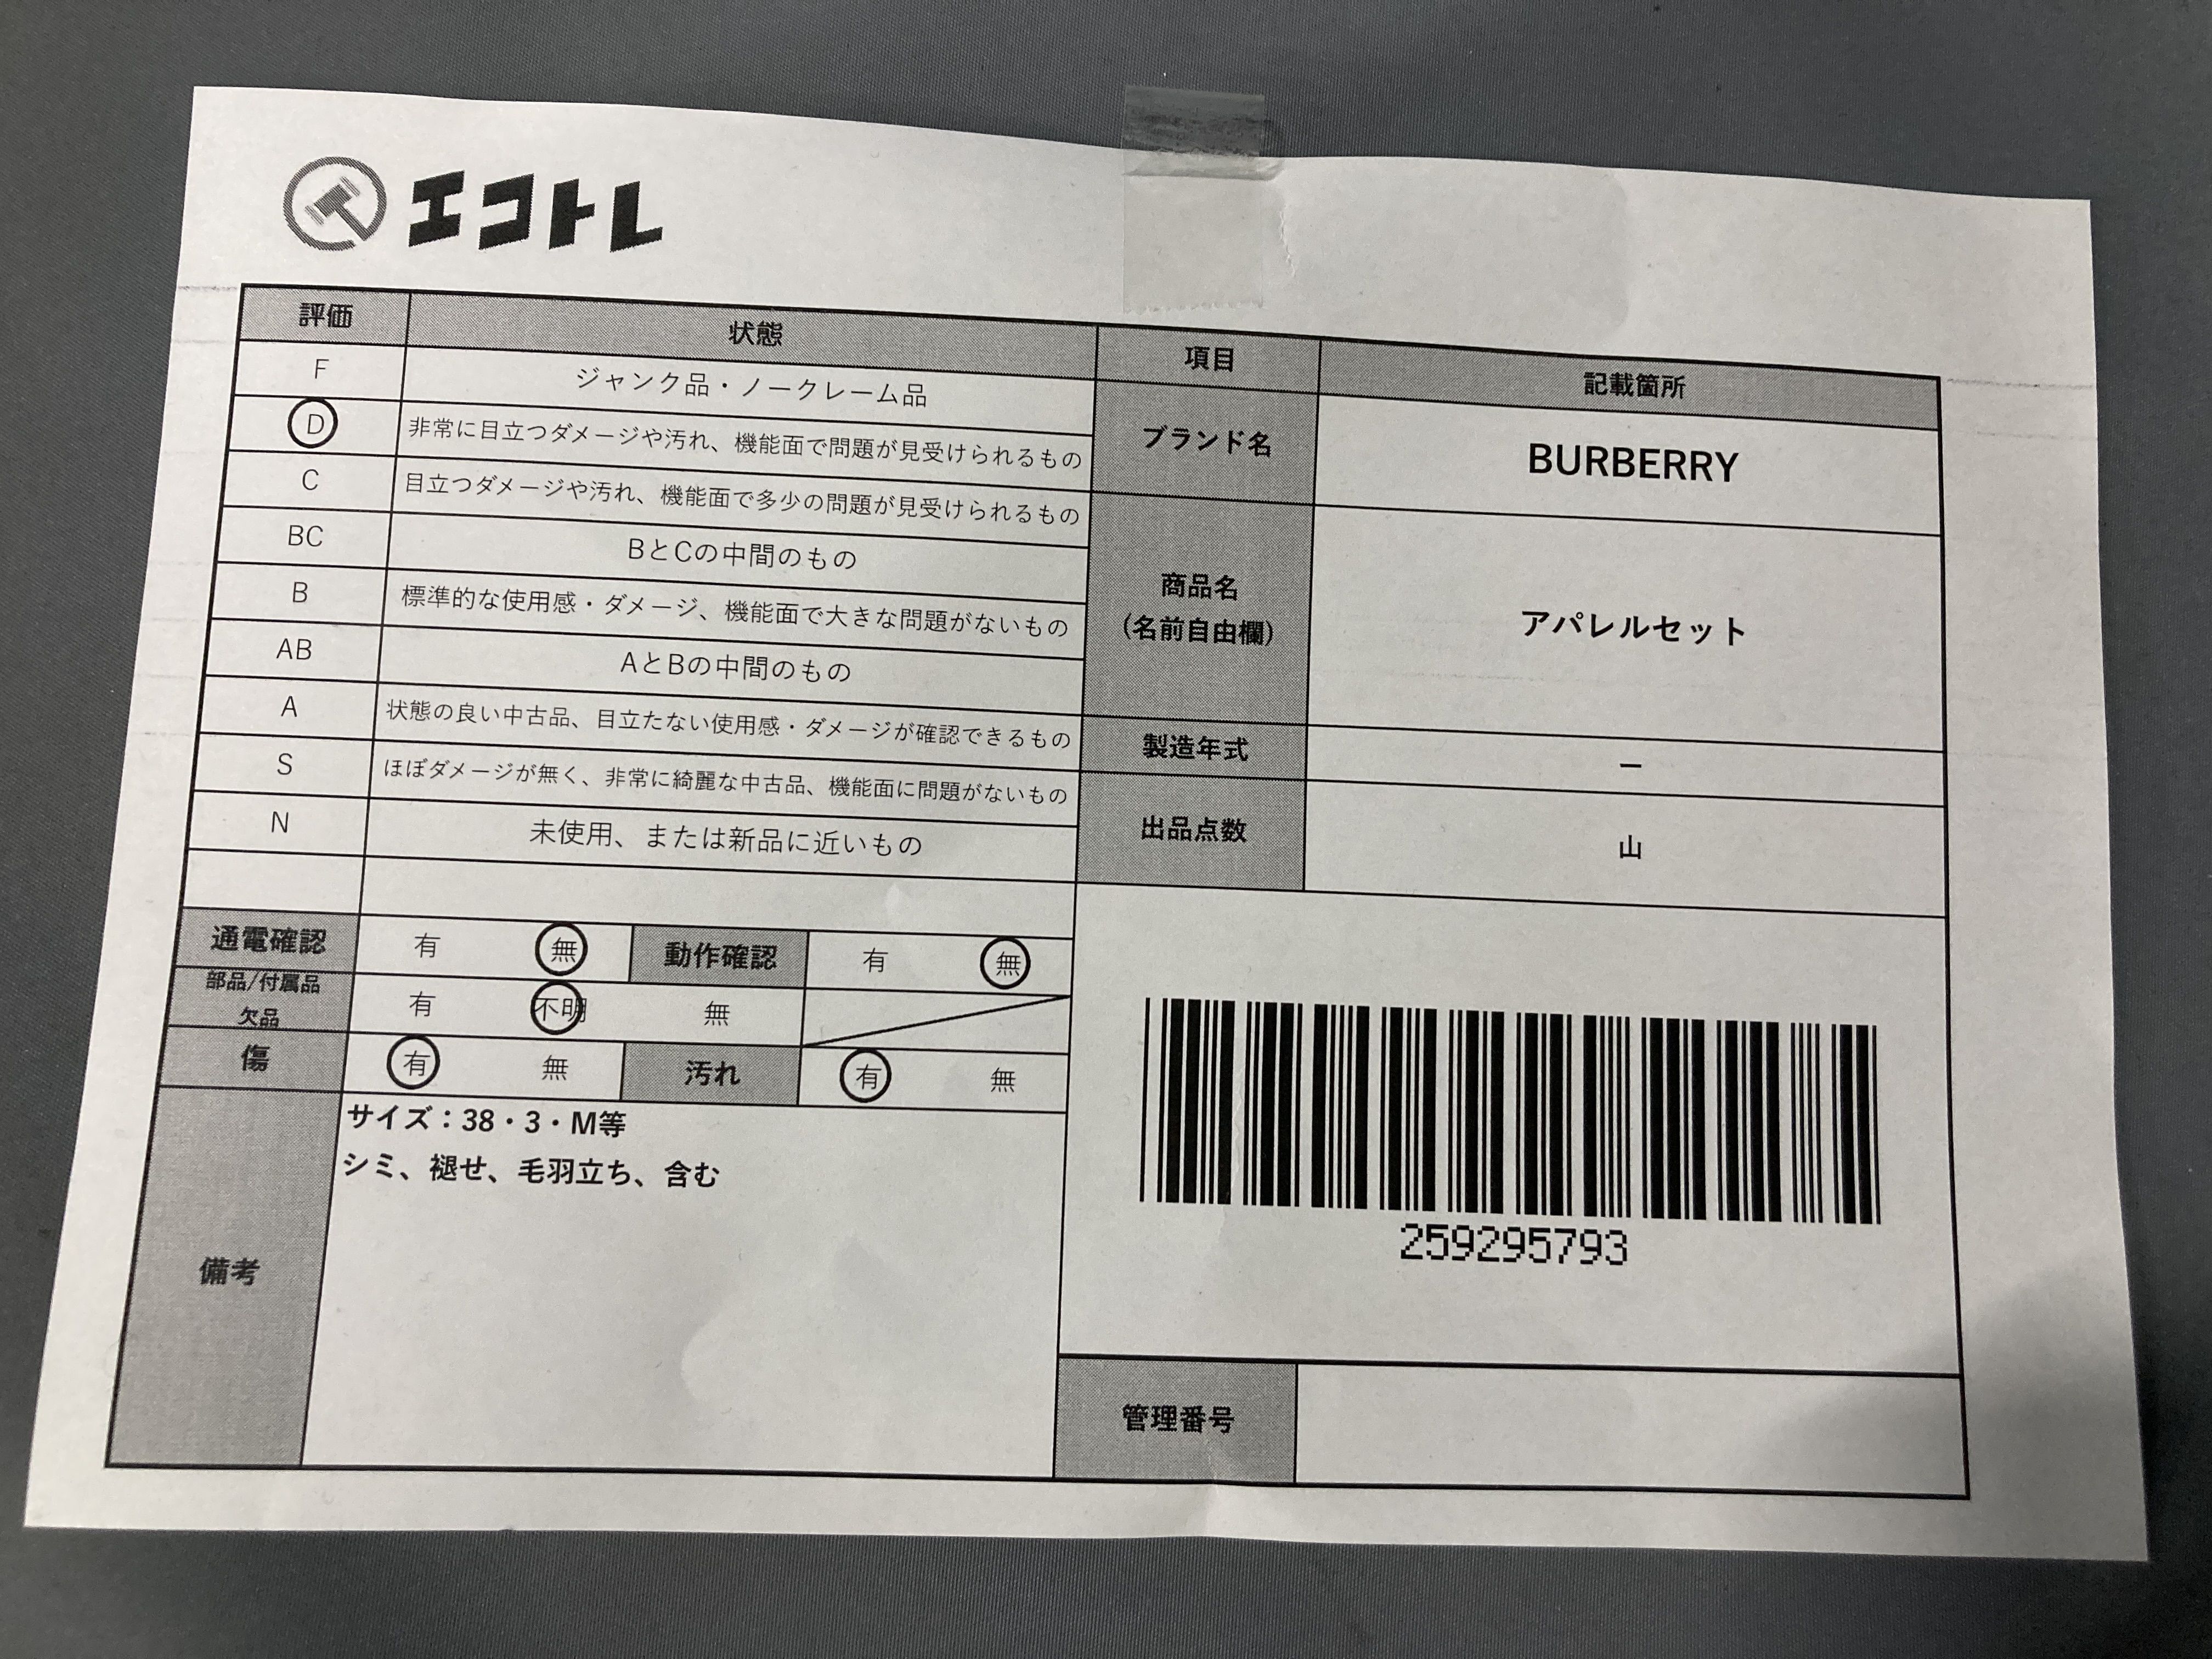 エコトレ
評価 状態
F ジャンク品・ノークレーム品
D 非常に目立つダメージや汚れ、機能面で問題が見受けられるもの
C 目立つダメージや汚れ、機能面で多少の問題が見受けられるもの
BC BとCの中間のもの
B 標準的な使用感・ダメージ、機能面で大きな問題がないもの
AB AとBの中間のもの
A 状態の良い中古品、目立たない使用感・ダメージが確認できるもの
S ほぼダメージが無く、非常に綺麗な中古品、機能面に問題がないもの
N 未使用、または新品に近いもの
通電確認 有 無 動作確認 有 無
部品/付属品
欠品 有 不明 無
傷 有 無 汚れ 有 無
備考
サイズ：38・3・M等
シミ、褪せ、毛羽立ち、含む
項目 記載箇所
ブランド名 BURBERRY
商品名
(名前自由欄) アパレルセット
製造年式 ー
出品点数 山
259295793
管理番号